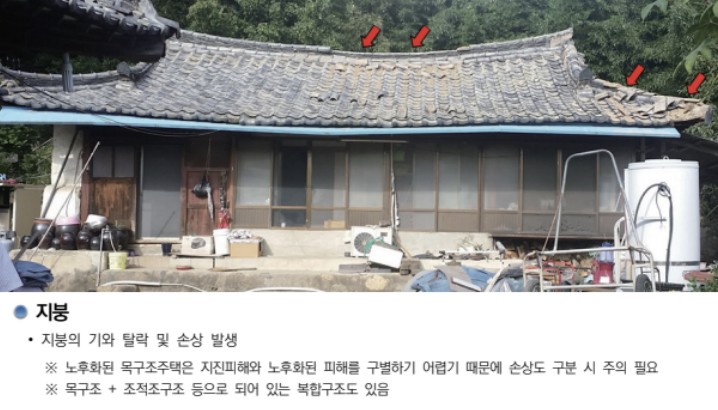 지붕
• 지붕의 기와 탈락 및 손상 발생
※ 노후화된 목구조주택은 지진피해와 노후화된 피해를 구별하기 어렵기 때문에 손상도 구분 시 주의 필요
※ 목구조 + 조적조구조 등으로 되어 있는 복합구조도 있음